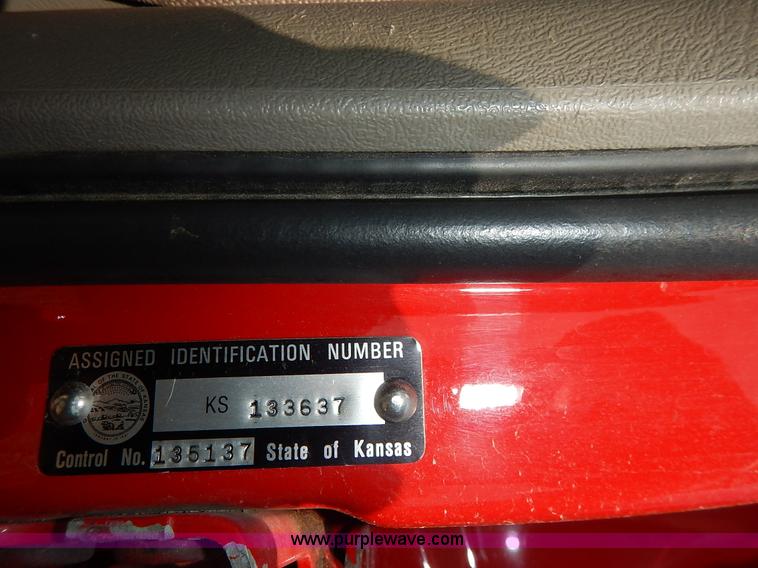 ASSIGNED IDENTIFICATION NUMBER
KS 133637
Control No. 135137 State of Kansas
www.purplewave.com